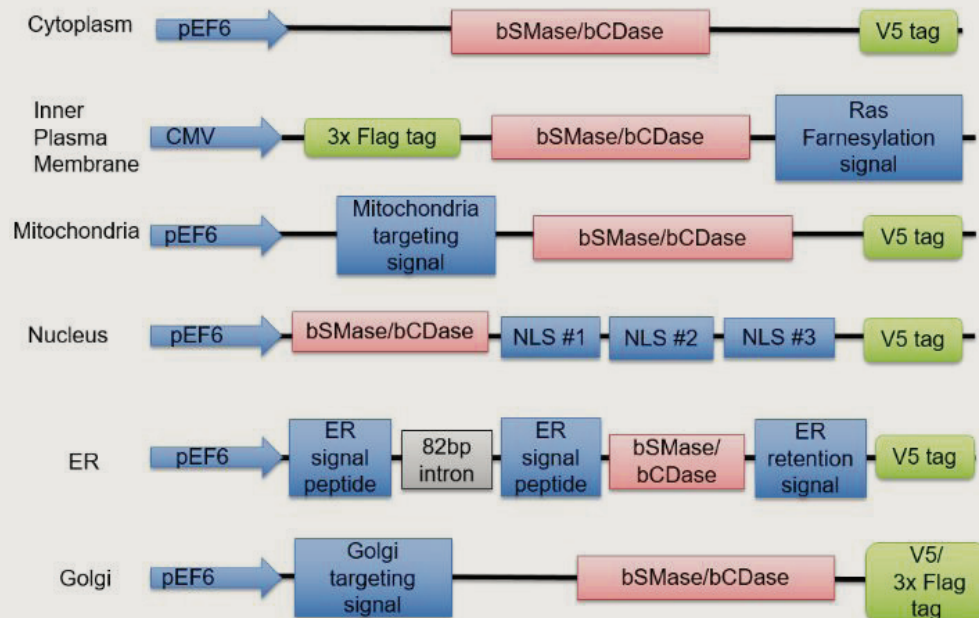 Cytoplasm
pEF6
bSMase/bCDase
V5 tag
Inner
Plasma
Membrane
CMV
3x Flag tag
bSMase/bCDase
Ras
Farnesylation
signal
Mitochondria
pEF6
Mitochondria
targeting
signal
bSMase/bCDase
V5 tag
Nucleus
pEF6
bSMase/bCDase
NLS #1
NLS #2
NLS #3
V5 tag
ER
pEF6
ER
signal
peptide
82bp
intron
ER
signal
peptide
bSMase/
bCDase
ER
retention
signal
V5 tag
Golgi
pEF6
Golgi
targeting
signal
bSMase/bCDase
V5/
3x Flag
tag